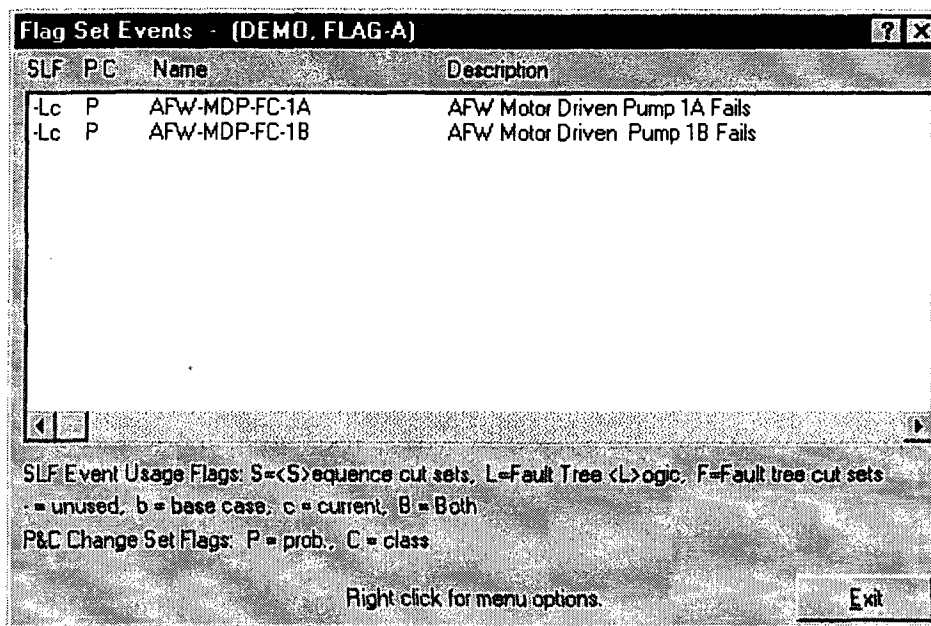 Flag Set Events - (DEMO, FLAG-A)
SLF PC Name Description
-Lc P AFW-MDP-FC-1A AFW Motor Driven Pump 1A Fails
-Lc P AFW-MDP-FC-1B AFW Motor Driven Pump 1B Fails
SLF Event Usage Flags: S=<S>equence cut sets, L=Fault Tree <L>ogic, F=Fault tree cut sets
- = unused, b = base case, c = current, B = Both
P&C Change Set Flags: P = prob., C = class
Right click for menu options.
Exit